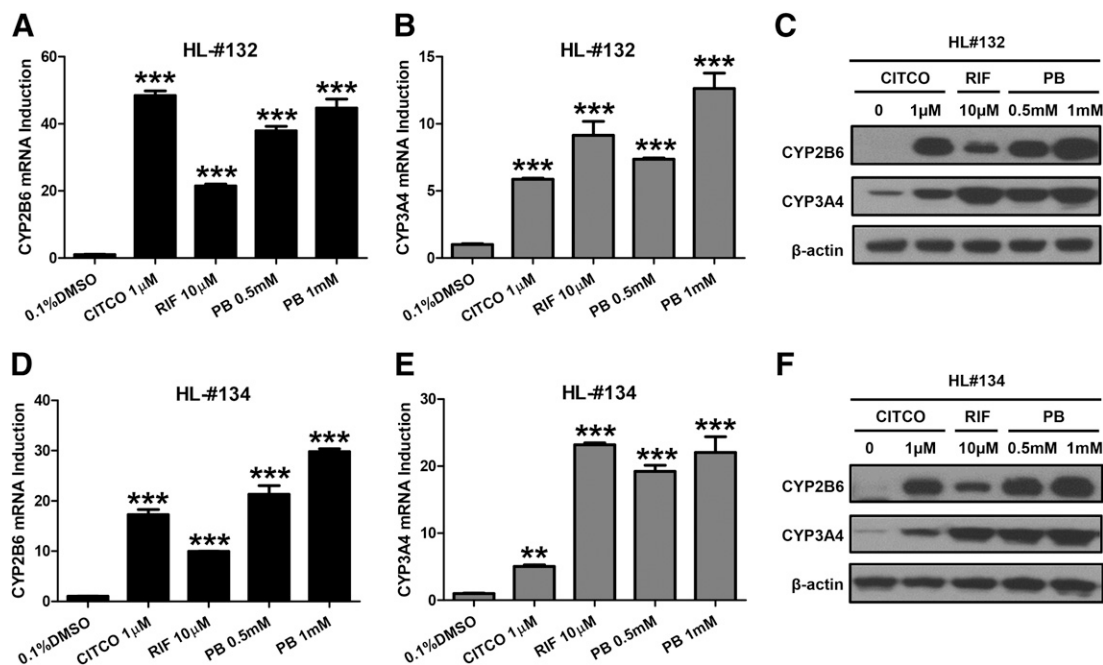 A
HL-#132
CYP2B6 mRNA Induction
60
40
20
0
***
***
***
***
0.1%DMSO
CITCO 1μM
RIF 10μM
PB 0.5mM
PB 1mM
B
HL-#132
CYP3A4 mRNA Induction
15
10
5
0
***
***
***
***
0.1%DMSO
CITCO 1μM
RIF 10μM
PB 0.5mM
PB 1mM
C
HL#132
CITCO RIF PB
0 1μM 10μM 0.5mM 1mM
CYP2B6
CYP3A4
β-actin
D
HL-#134
CYP2B6 mRNA Induction
40
30
20
10
0
***
***
***
***
0.1%DMSO
CITCO 1μM
RIF 10μM
PB 0.5mM
PB 1mM
E
HL-#134
CYP3A4 mRNA Induction
30
20
10
0
**
***
***
***
0.1%DMSO
CITCO 1μM
RIF 10μM
PB 0.5mM
PB 1mM
F
HL#134
CITCO RIF PB
0 1μM 10μM 0.5mM 1mM
CYP2B6
CYP3A4
β-actin